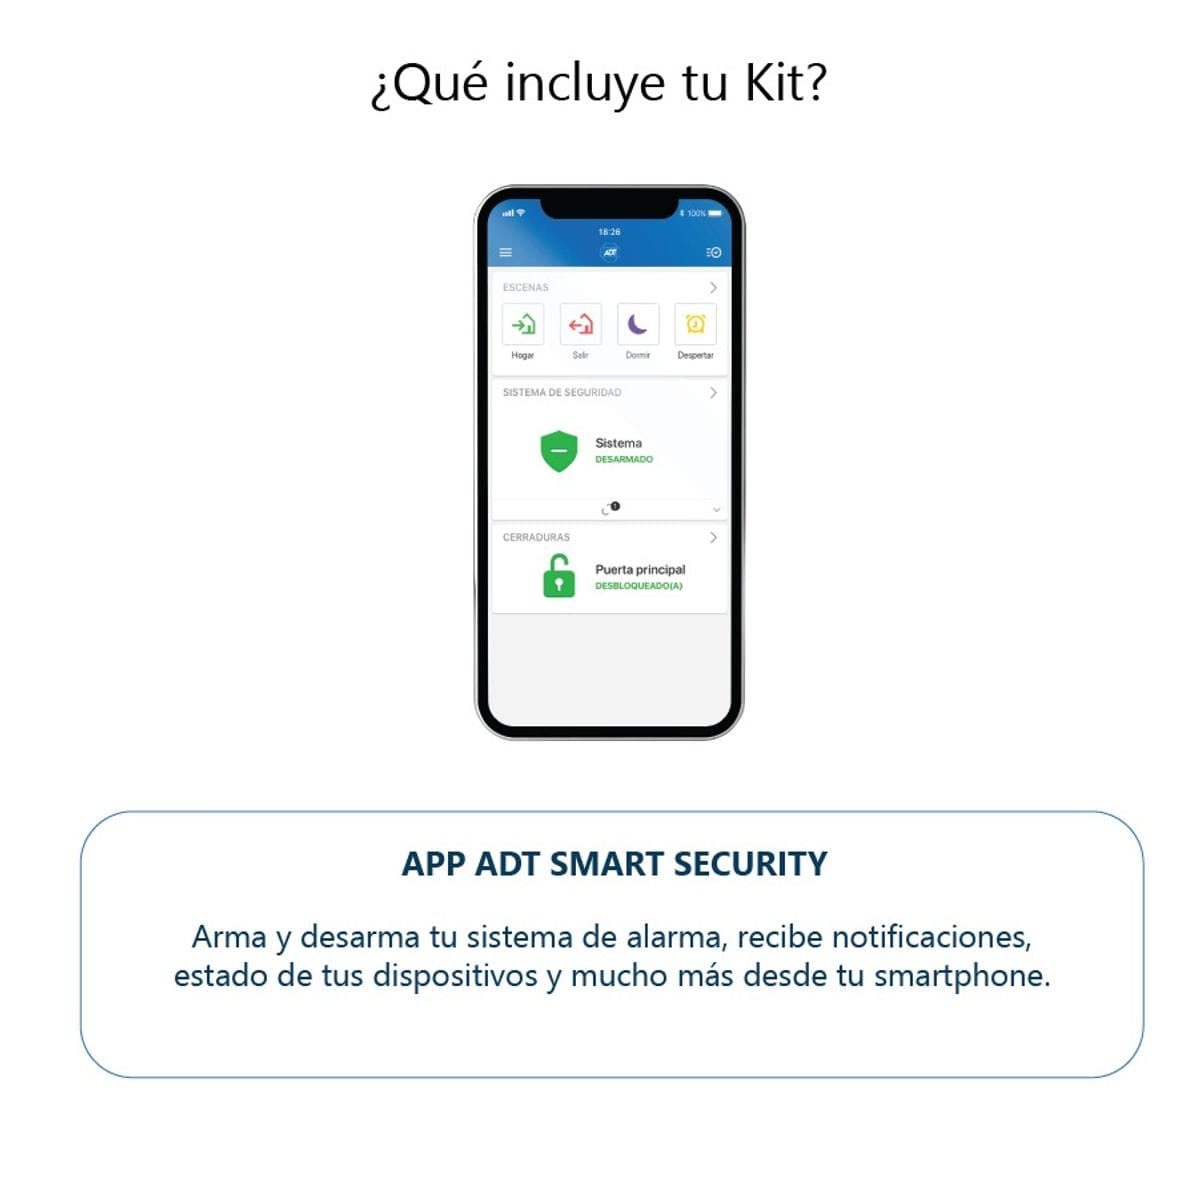 ¿Qué incluye tu Kit?
100%
18:26
ADT
ESCENAS
Hogar Salir Dormir Despertar
SISTEMA DE SEGURIDAD
Sistema
DESARMADO
CERRADURAS
Puerta principal
DESBLOQUEADO(A)
APP ADT SMART SECURITY
Arma y desarma tu sistema de alarma, recibe notificaciones,
estado de tus dispositivos y mucho más desde tu smartphone.